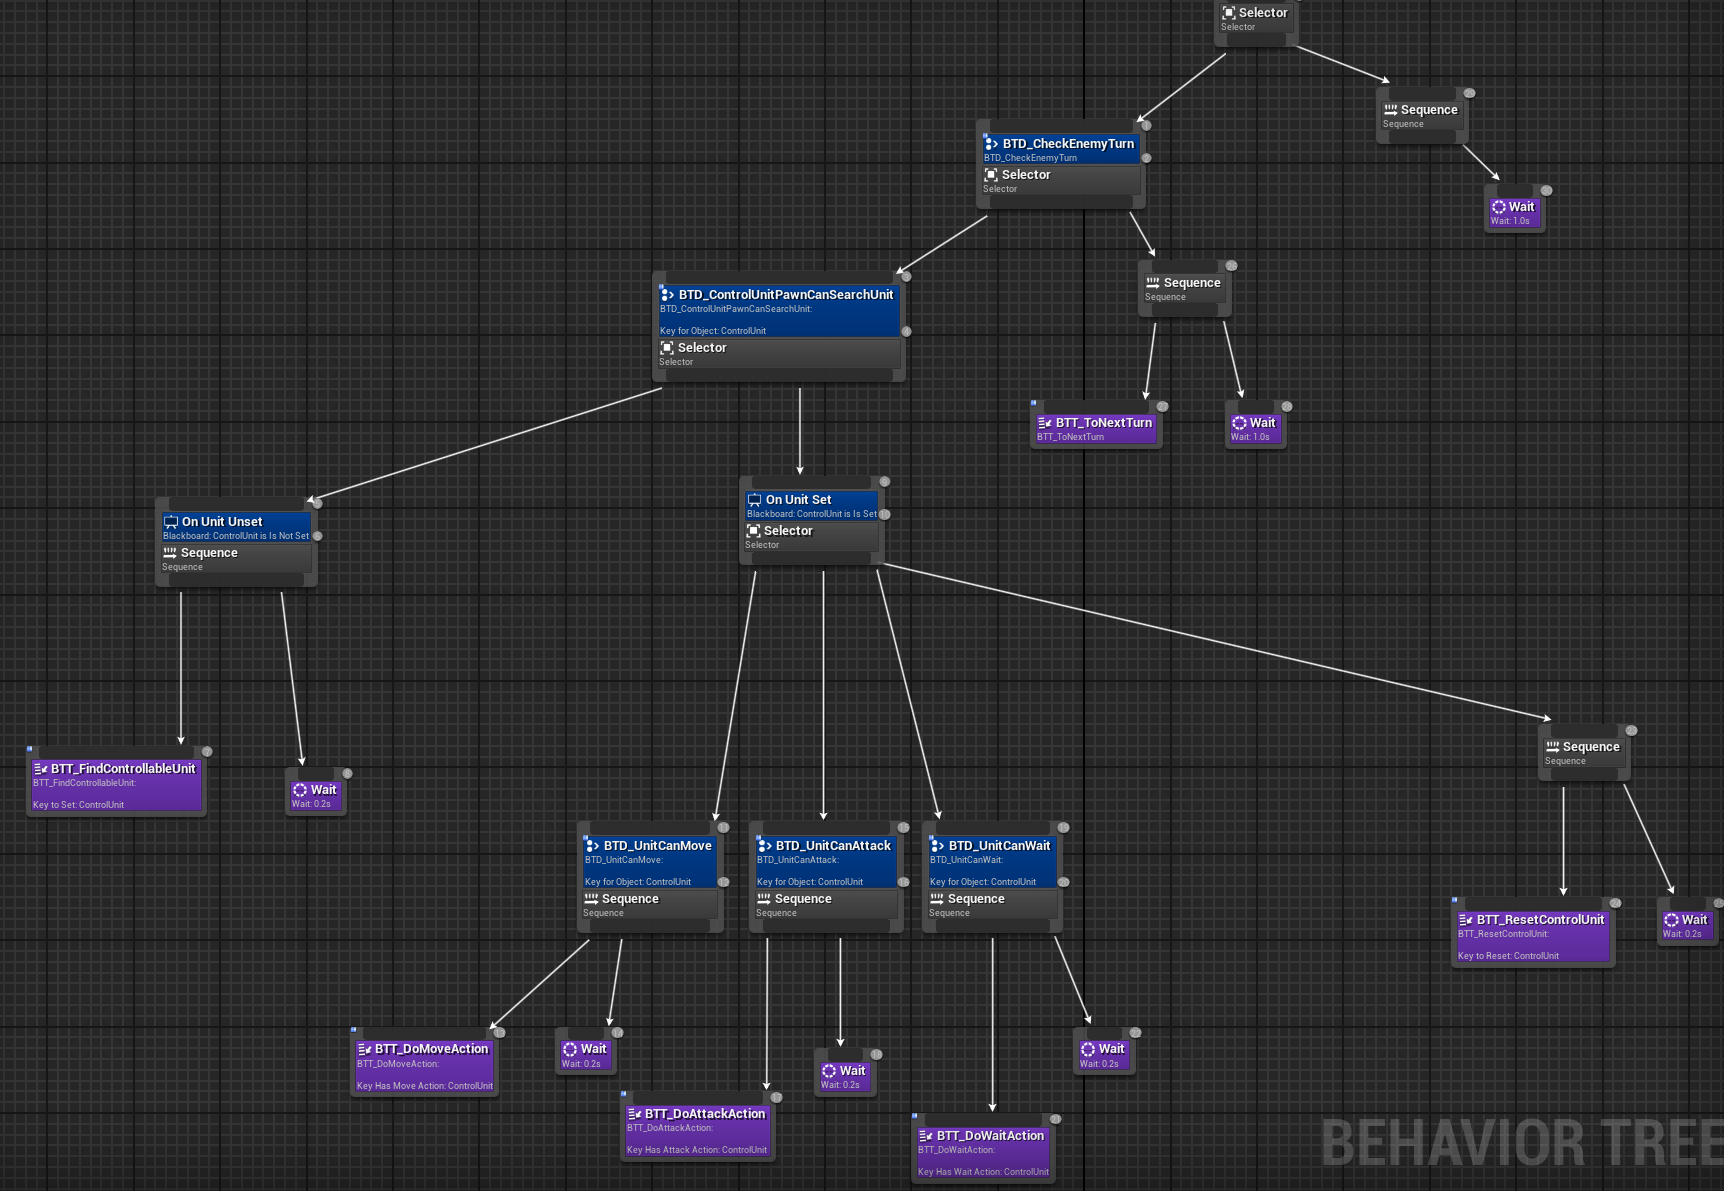 Selector
Selector
Sequence
Sequence
Wait
Wait: 1.0s
BTD_CheckEnemyTurn
BTD_CheckEnemyTurn
Selector
Selector
BTD_ControlUnitPawnCanSearchUnit
BTD_ControlUnitPawnCanSearchUnit:
Key for Object: ControlUnit
Selector
Selector
Sequence
Sequence
BTT_ToNextTurn
BTT_ToNextTurn
Wait
Wait: 1.0s
On Unit Unset
Blackboard: ControlUnit is Is Not Set
Sequence
Sequence
On Unit Set
Blackboard: ControlUnit is Is Set
Selector
Selector
BTT_FindControllableUnit
BTT_FindControllableUnit:
Key to Set: ControlUnit
Wait
Wait: 0.2s
Sequence
Sequence
BTD_UnitCanMove
BTD_UnitCanMove:
Key for Object: ControlUnit
Sequence
Sequence
BTD_UnitCanAttack
BTD_UnitCanAttack:
Key for Object: ControlUnit
Sequence
Sequence
BTD_UnitCanWait
BTD_UnitCanWait:
Key for Object: ControlUnit
Sequence
Sequence
BTT_ResetControlUnit
BTT_ResetControlUnit:
Key to Reset: ControlUnit
Wait
Wait: 0.2s
BTT_DoMoveAction
BTT_DoMoveAction:
Key Has Move Action: ControlUnit
Wait
Wait: 0.2s
BTT_DoAttackAction
BTT_DoAttackAction:
Key Has Attack Action: ControlUnit
Wait
Wait: 0.2s
BTT_DoWaitAction
BTT_DoWaitAction:
Key Has Wait Action: ControlUnit
Wait
Wait: 0.2s
BEHAVIOR TREE